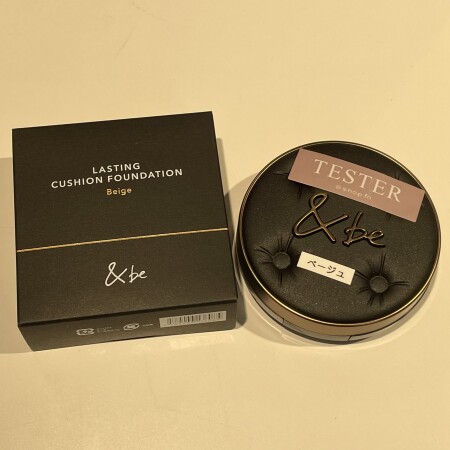 LASTING
CUSHION FOUNDATION
Beige
&be
TESTER
&be
ベージュ